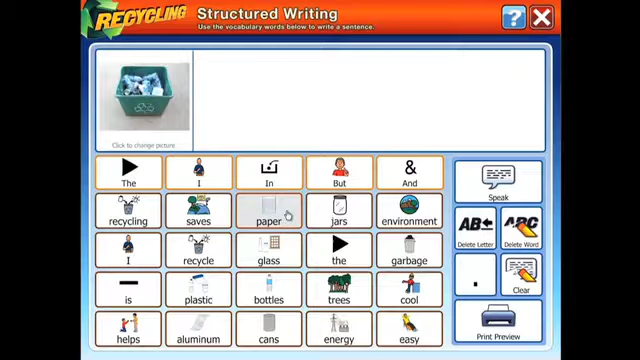 RECYCLING
Structured Writing
Use the vocabulary words below to write a sentence.
?
X
Click to change picture
The I In But And
&
recycling saves paper jars environment
I recycle glass the garbage
is plastic bottles trees cool
helps aluminum cans energy easy
Speak
AB
Delete Letter
ABC
Delete Word
.
Clear
Print Preview